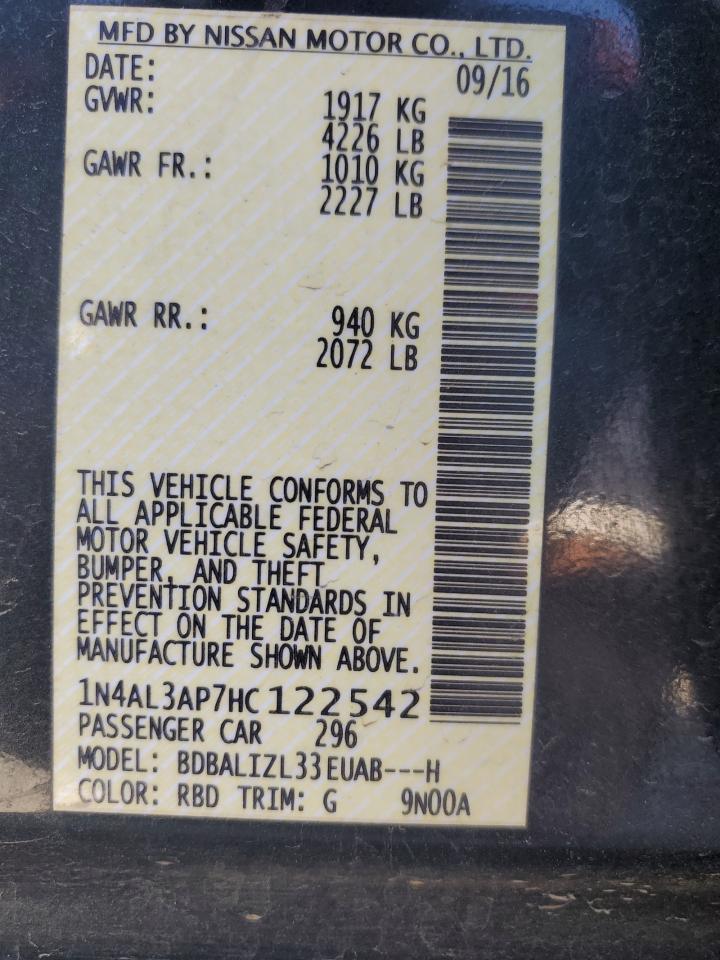 MFD BY NISSAN MOTOR CO., LTD.
DATE: 09/16
GVWR: 1917 KG
4226 LB
GAWR FR.: 1010 KG
2227 LB
GAWR RR.: 940 KG
2072 LB
THIS VEHICLE CONFORMS TO
ALL APPLICABLE FEDERAL
MOTOR VEHICLE SAFETY,
BUMPER, AND THEFT
PREVENTION STANDARDS IN
EFFECT ON THE DATE OF
MANUFACTURE SHOWN ABOVE.
1N4AL3AP7HC122542
PASSENGER CAR 296
MODEL: BDBALIZL33EUAB---H
COLOR: RBD TRIM: G 9N00A